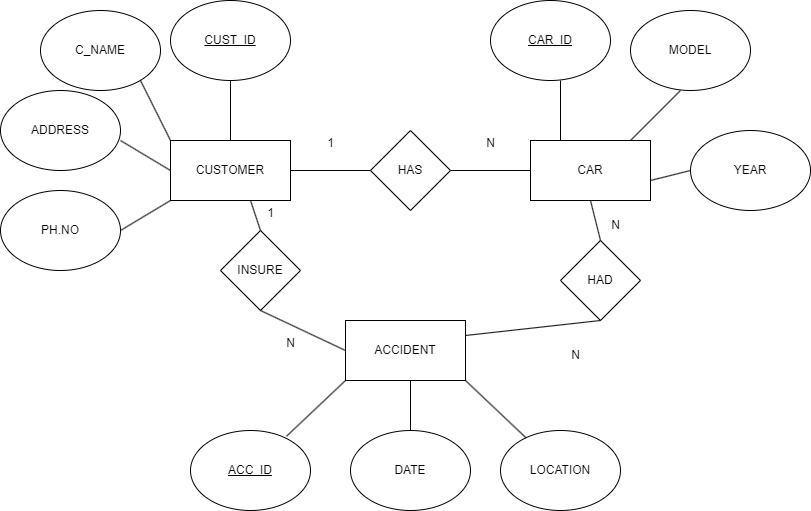 C_NAME
CUST_ID
CAR_ID
MODEL
ADDRESS
1
N
CUSTOMER
HAS
CAR
YEAR
PH.NO
1
N
INSURE
HAD
N
ACCIDENT
N
ACC_ID
DATE
LOCATION